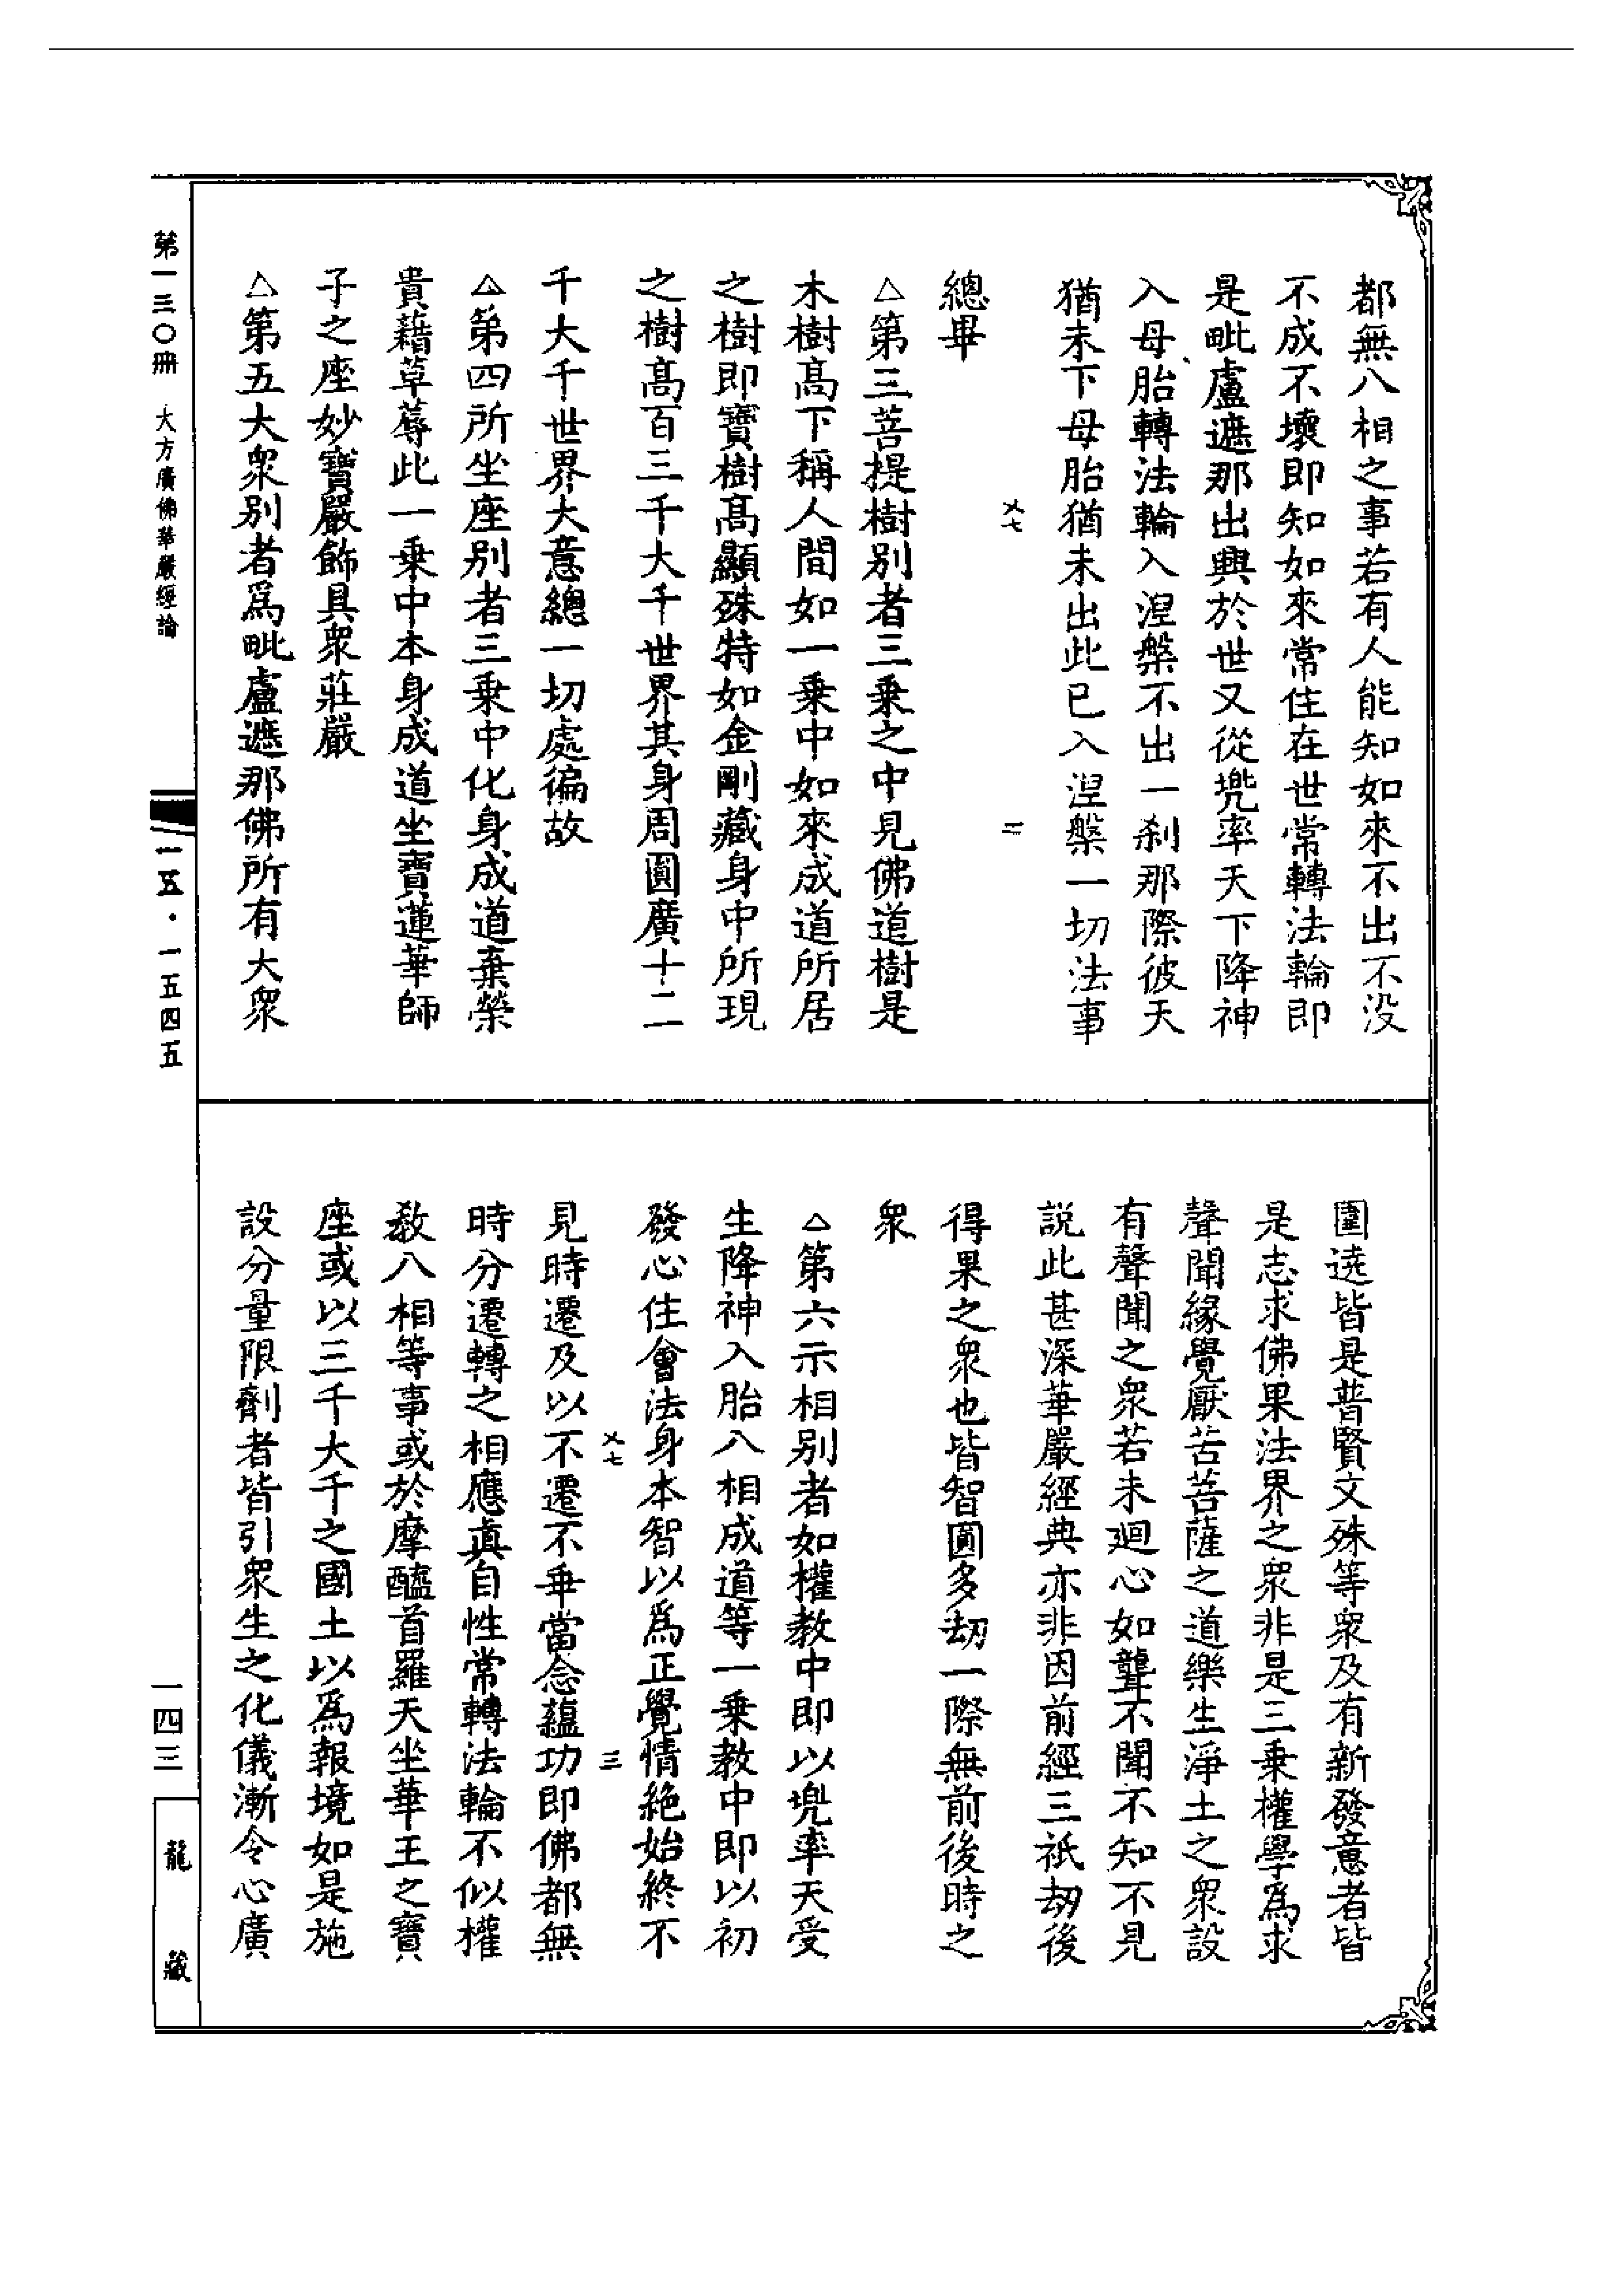 都無八相之事若有人能知如來不出不没
不成不壞即知如來常住在世常轉法輪即
是毗盧遮那出興於世又從兜率天下降神
入母胎轉法輪入涅槃不出一剎那際彼天
猶未下母胎猶未出此已入涅槃一切法事
乂七
二
總畢
△第三菩提樹別者三乗之中見佛道樹是
木樹髙下稱人間如一乗中如來成道所居
之樹即寶樹髙顯殊特如金剛藏身中所現
之樹髙百三千大千世界其身周圓廣十二
千大千世界大意總一切處徧故
△第四所坐座別者三乗中化身成道棄榮
貴藉草蓐此一乗中本身成道坐寶蓮華師
子之座妙寶嚴飾具衆莊嚴
△第五大衆別者爲毗盧遮那佛所有大衆
圍遶皆是普賢文殊等衆及有新發意者皆
是志求佛果法界之衆非是三乗權學爲求
聲聞緣覺厭苦菩薩之道樂生淨土之衆設
有聲聞之衆若未迴心如聾不聞不知不見
説此甚深華嚴經典亦非因前經三祇劫後
得果之衆也皆智圓多劫一際無前後時之
衆
△第六示相別者如權教中即以兜率天受
生降神入胎八相成道等一乗教中即以初
發心住會法身本智以爲正覺情絶始終不
乂七
三
見時遷及以不遷不乖當念蘊功即佛都無
時分遷轉之相應真自性常轉法輪不似權
敎八相等事或於摩醯首羅天坐華王之寶
座或以三千大千之國土以爲報境如是施
設分量限劑者皆引衆生之化儀漸令心廣
第一三〇冊 大方廣佛華嚴經論
一五·一五四五
一四三
龍藏